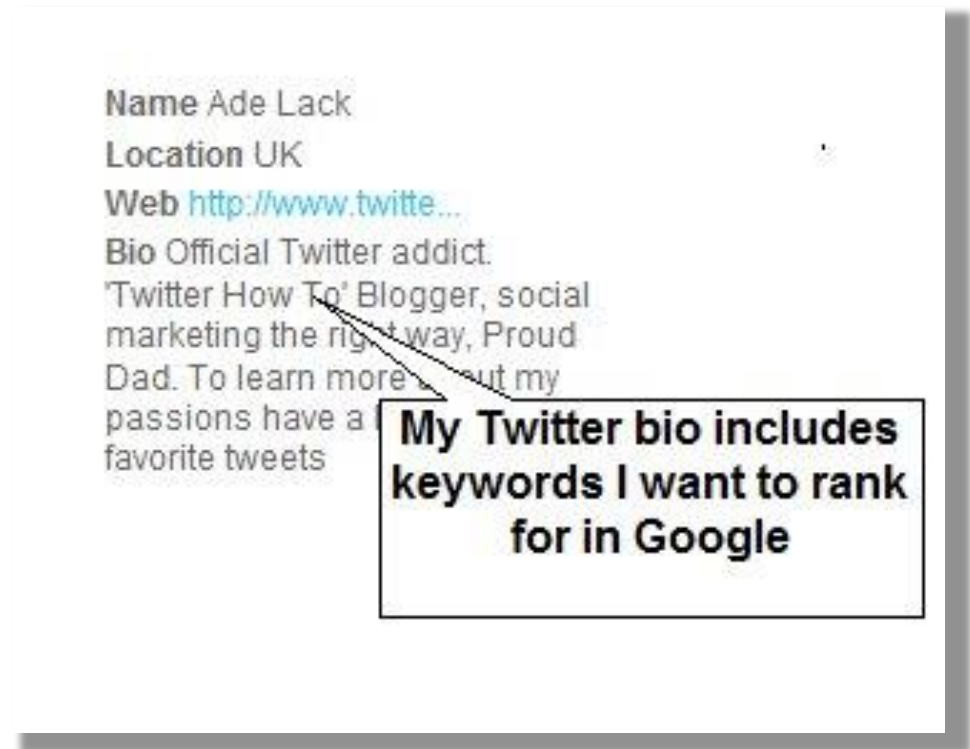 Name Ade Lack
Location UK
Web http://www.twitte...
Bio Official Twitter addict.
'Twitter How To' Blogger, social
marketing the right way, Proud
Dad. To learn more about my
passions have a
favorite tweets
My Twitter bio includes
keywords I want to rank
for in Google